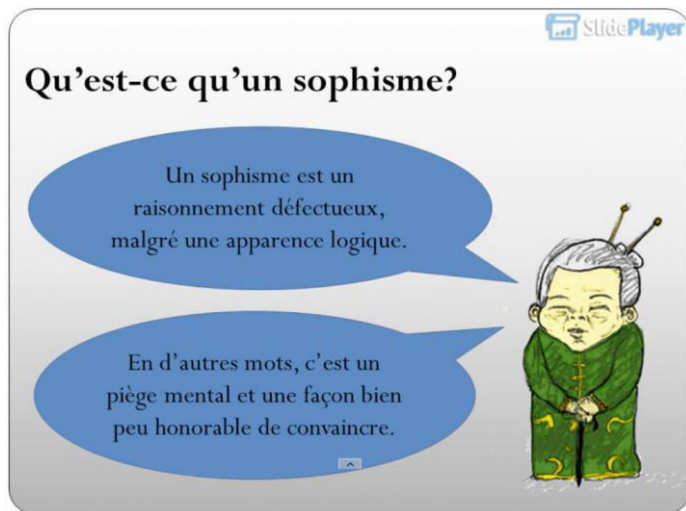 SlidePlayer
Qu’est-ce qu’un sophisme?
Un sophisme est un
raisonnement défectueux,
malgré une apparence logique.
En d’autres mots, c’est un
piège mental et une façon bien
peu honorable de convaincre.